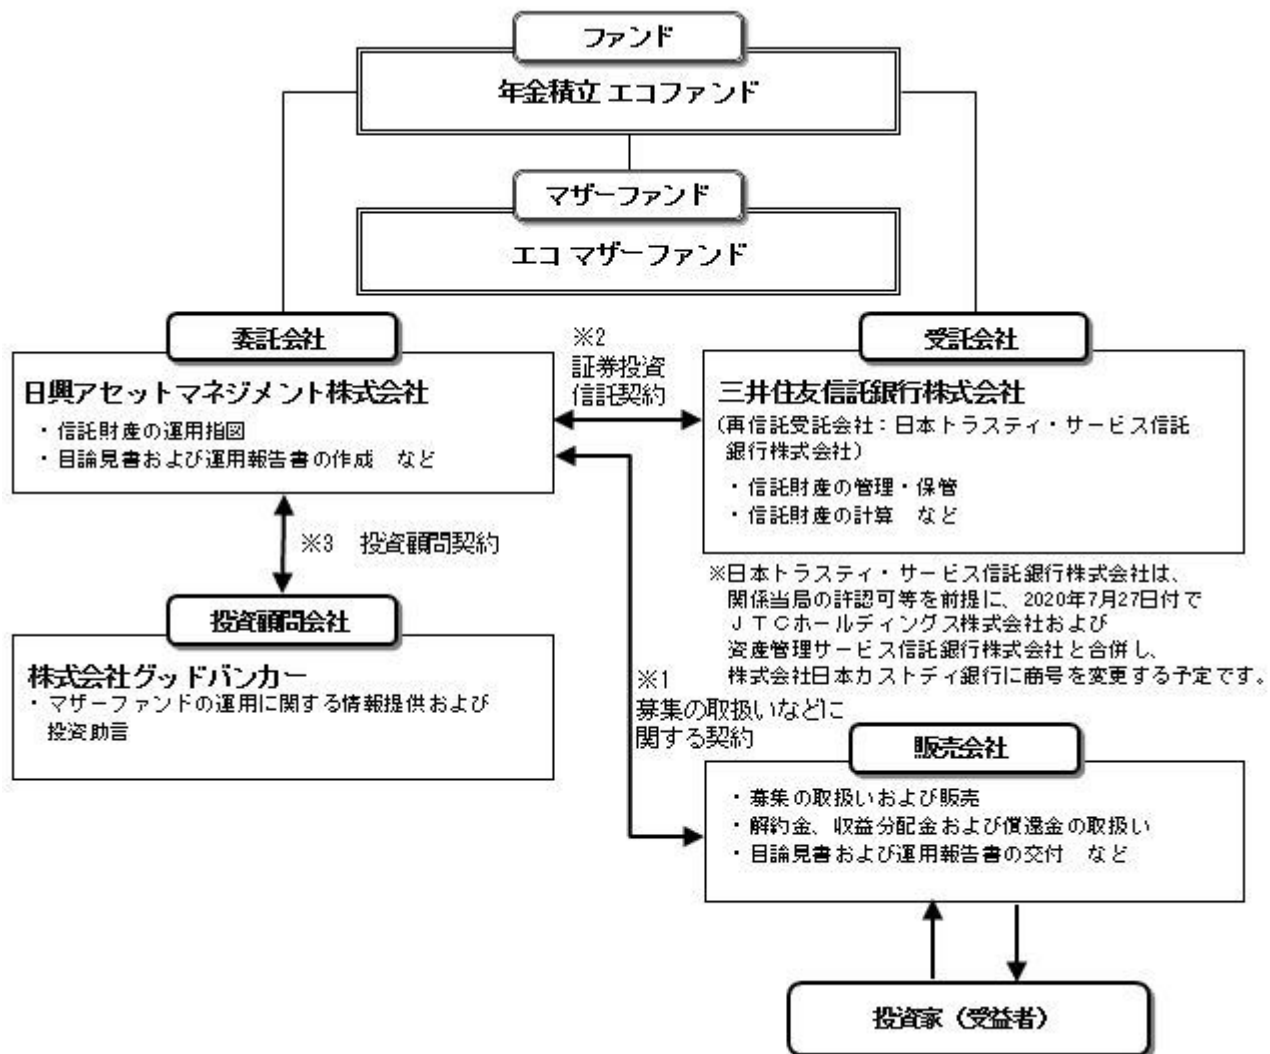 ファンド
年金積立 エコファンド
マザーファンド
エコ マザーファンド
委託会社
日興アセットマネジメント株式会社
・信託財産の運用指図
・目論見書および運用報告書の作成　など
※2
証券投資
信託契約
受託会社
三井住友信託銀行株式会社
(再信託受託会社：日本トラスティ・サービス信託
銀行株式会社)
・信託財産の管理・保管
・信託財産の計算　など
※日本トラスティ・サービス信託銀行株式会社は、
関係当局の許認可等を前提に、2020年7月27日付で
ＪＴＣホールディングス株式会社および
資産管理サービス信託銀行株式会社と合併し、
株式会社日本カストディ銀行に商号を変更する予定です。
※3　投資顧問契約
投資顧問会社
株式会社グッドバンカー
・マザーファンドの運用に関する情報提供および
投資助言
※1
募集の取扱いなどに
関する契約
販売会社
・募集の取扱いおよび販売
・解約金、収益分配金および償還金の取扱い
・目論見書および運用報告書の交付　など
投資家（受益者）